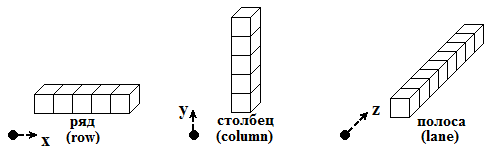 ряд
(row)
x
y
столбец
(column)
z
полоса
(lane)